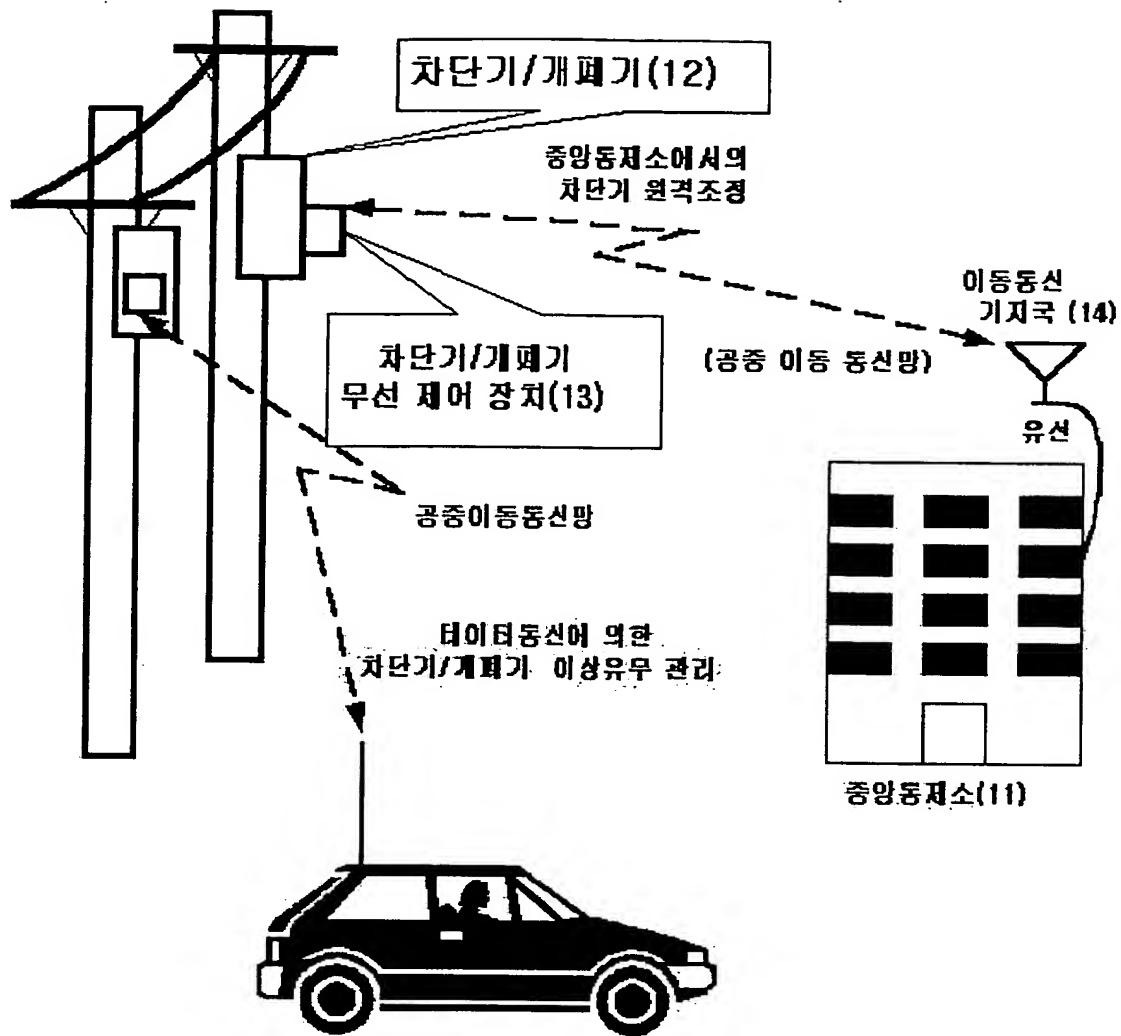 차단기/개폐기(12)
중앙통제소에서의
차단기 원격조정
이동통신
기지국 (14)
(공중 이동 통신망)
차단기/개폐기
무선 제어 장치(13)
유선
공중이동통신망
데이터통신에 의한
차단기/개폐기 이상유무 관리
중앙통제소(11)